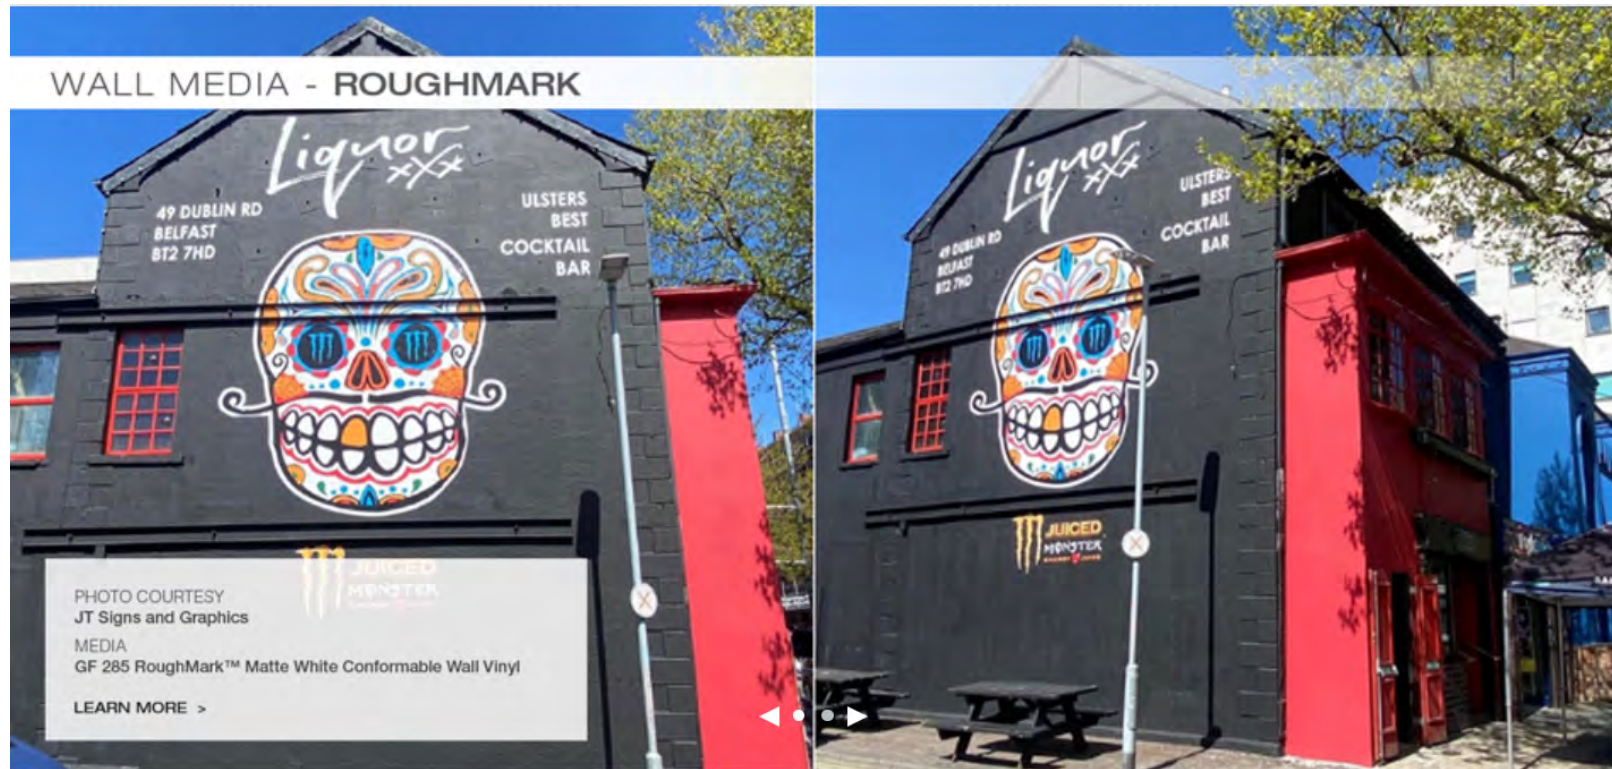 WALL MEDIA - ROUGHMARK
Liquor
xXx
49 DUBLIN RD
BELFAST
BT2 7HD
ULSTERS
BEST
COCKTAIL
BAR
JUICED
MONSTER
PHOTO COURTESY
JT Signs and Graphics
MEDIA
GF 285 RoughMark™ Matte White Conformable Wall Vinyl
LEARN MORE >
Liquor
xXx
49 DUBLIN RD
BELFAST
BT2 7HD
ULSTERS
BEST
COCKTAIL
BAR
JUICED
MONSTER